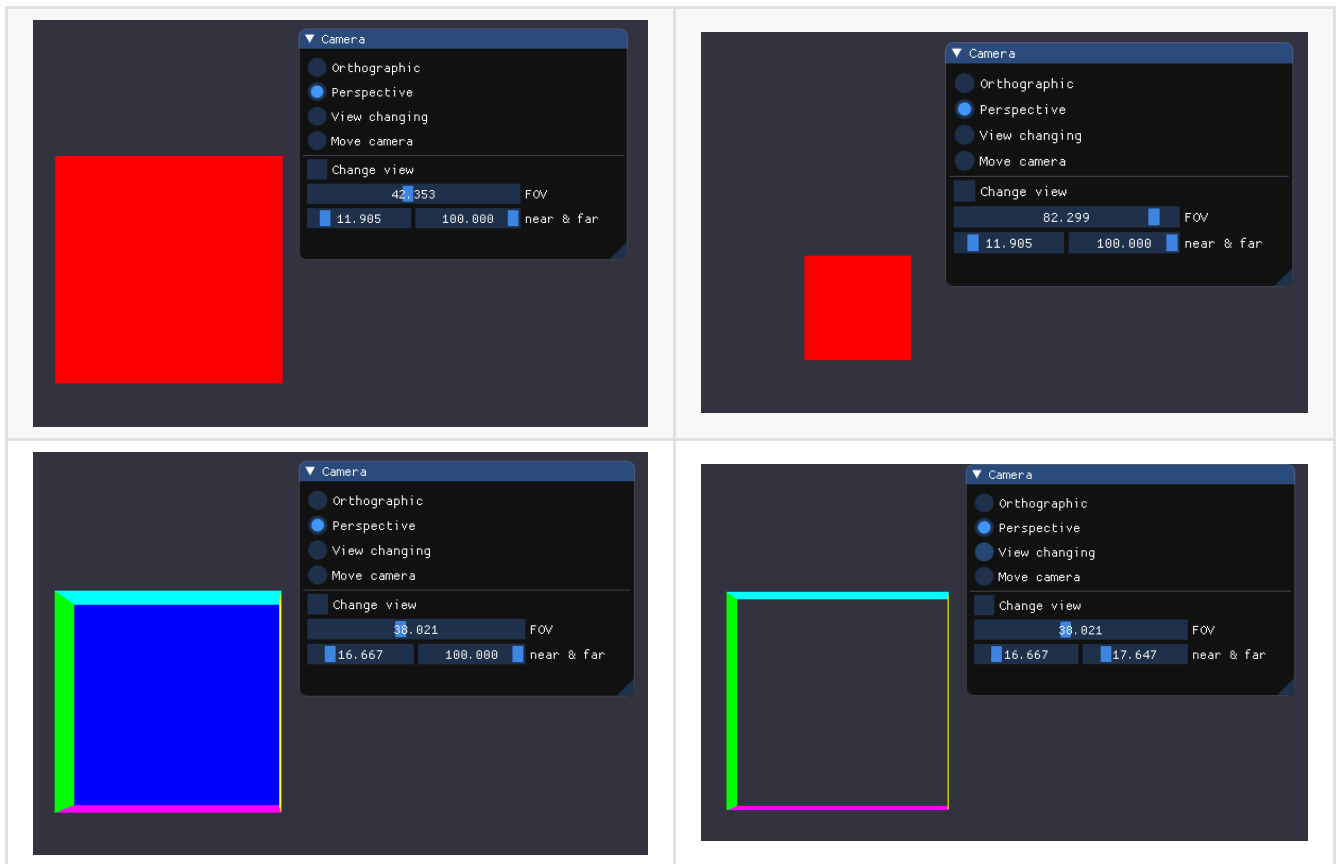 ▼ Camera
Orthographic
Perspective
View changing
Move camera
Change view
42.353 FOV
11.905 100.000 near & far
▼ Camera
Orthographic
Perspective
View changing
Move camera
Change view
82.299 FOV
11.905 100.000 near & far
▼ Camera
Orthographic
Perspective
View changing
Move camera
Change view
38.021 FOV
16.667 100.000 near & far
▼ Camera
Orthographic
Perspective
View changing
Move camera
Change view
38.021 FOV
16.667 17.647 near & far